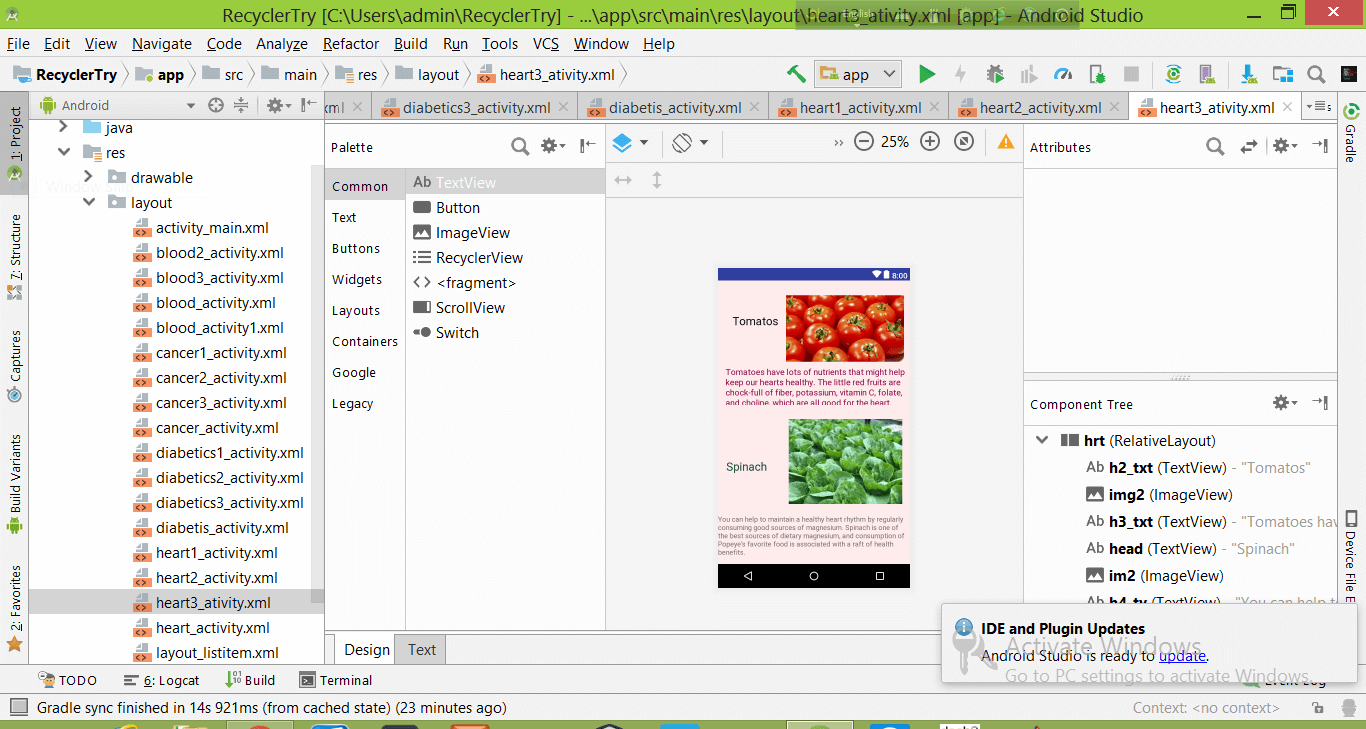 RecyclerTry [C:\Users\admin\RecyclerTry] - ...\app\src\main\res\layout\heart3_ativity.xml [app] - Android Studio
File Edit View Navigate Code Analyze Refactor Build Run Tools VCS Window Help
RecyclerTry app src main res layout heart3_ativity.xml
app
1: Project
7: Structure
Captures
Build Variants
2: Favorites
Android
java
res
drawable
layout
activity_main.xml
blood2_activity.xml
blood3_activity.xml
blood_activity.xml
blood_activity1.xml
cancer1_activity.xml
cancer2_activity.xml
cancer3_activity.xml
cancer_activity.xml
diabetics1_activity.xml
diabetics2_activity.xml
diabetics3_activity.xml
diabetis_activity.xml
heart1_activity.xml
heart2_activity.xml
heart3_ativity.xml
heart_activity.xml
layout_listitem.xml
xml diabetics3_activity.xml diabetis_activity.xml heart1_activity.xml heart2_activity.xml heart3_ativity.xml
Palette
Common
Text
Buttons
Widgets
Layouts
Containers
Google
Legacy
Ab TextView
Button
ImageView
RecyclerView
<fragment>
ScrollView
Switch
25%
8:00
Tomatos
Tomatoes have lots of nutrients that might help
keep our hearts healthy. The little red fruits are
chock-full of fiber, potassium, vitamin C, folate,
and choline, which are all good for the heart.
Spinach
You can help to maintain a healthy heart rhythm by regularly
consuming good sources of magnesium. Spinach is one of
the best sources of dietary magnesium, and consumption of
Popeye's favorite food is associated with a raft of health
benefits.
Design Text
Attributes
Component Tree
hrt (RelativeLayout)
Ab h2_txt (TextView) - "Tomatos"
img2 (ImageView)
Ab h3_txt (TextView) - "Tomatoes hav
Ab head (TextView) - "Spinach"
im2 (ImageView)
Ab h4_tv (TextView) - "You can help t
Gradle
Device File E
IDE and Plugin Updates
Android Studio is ready to update.
Activate Windows
Go to PC settings to activate Windows.
TODO 6: Logcat Build Terminal Event Log
Gradle sync finished in 14s 921ms (from cached state) (23 minutes ago)
Context: <no context>